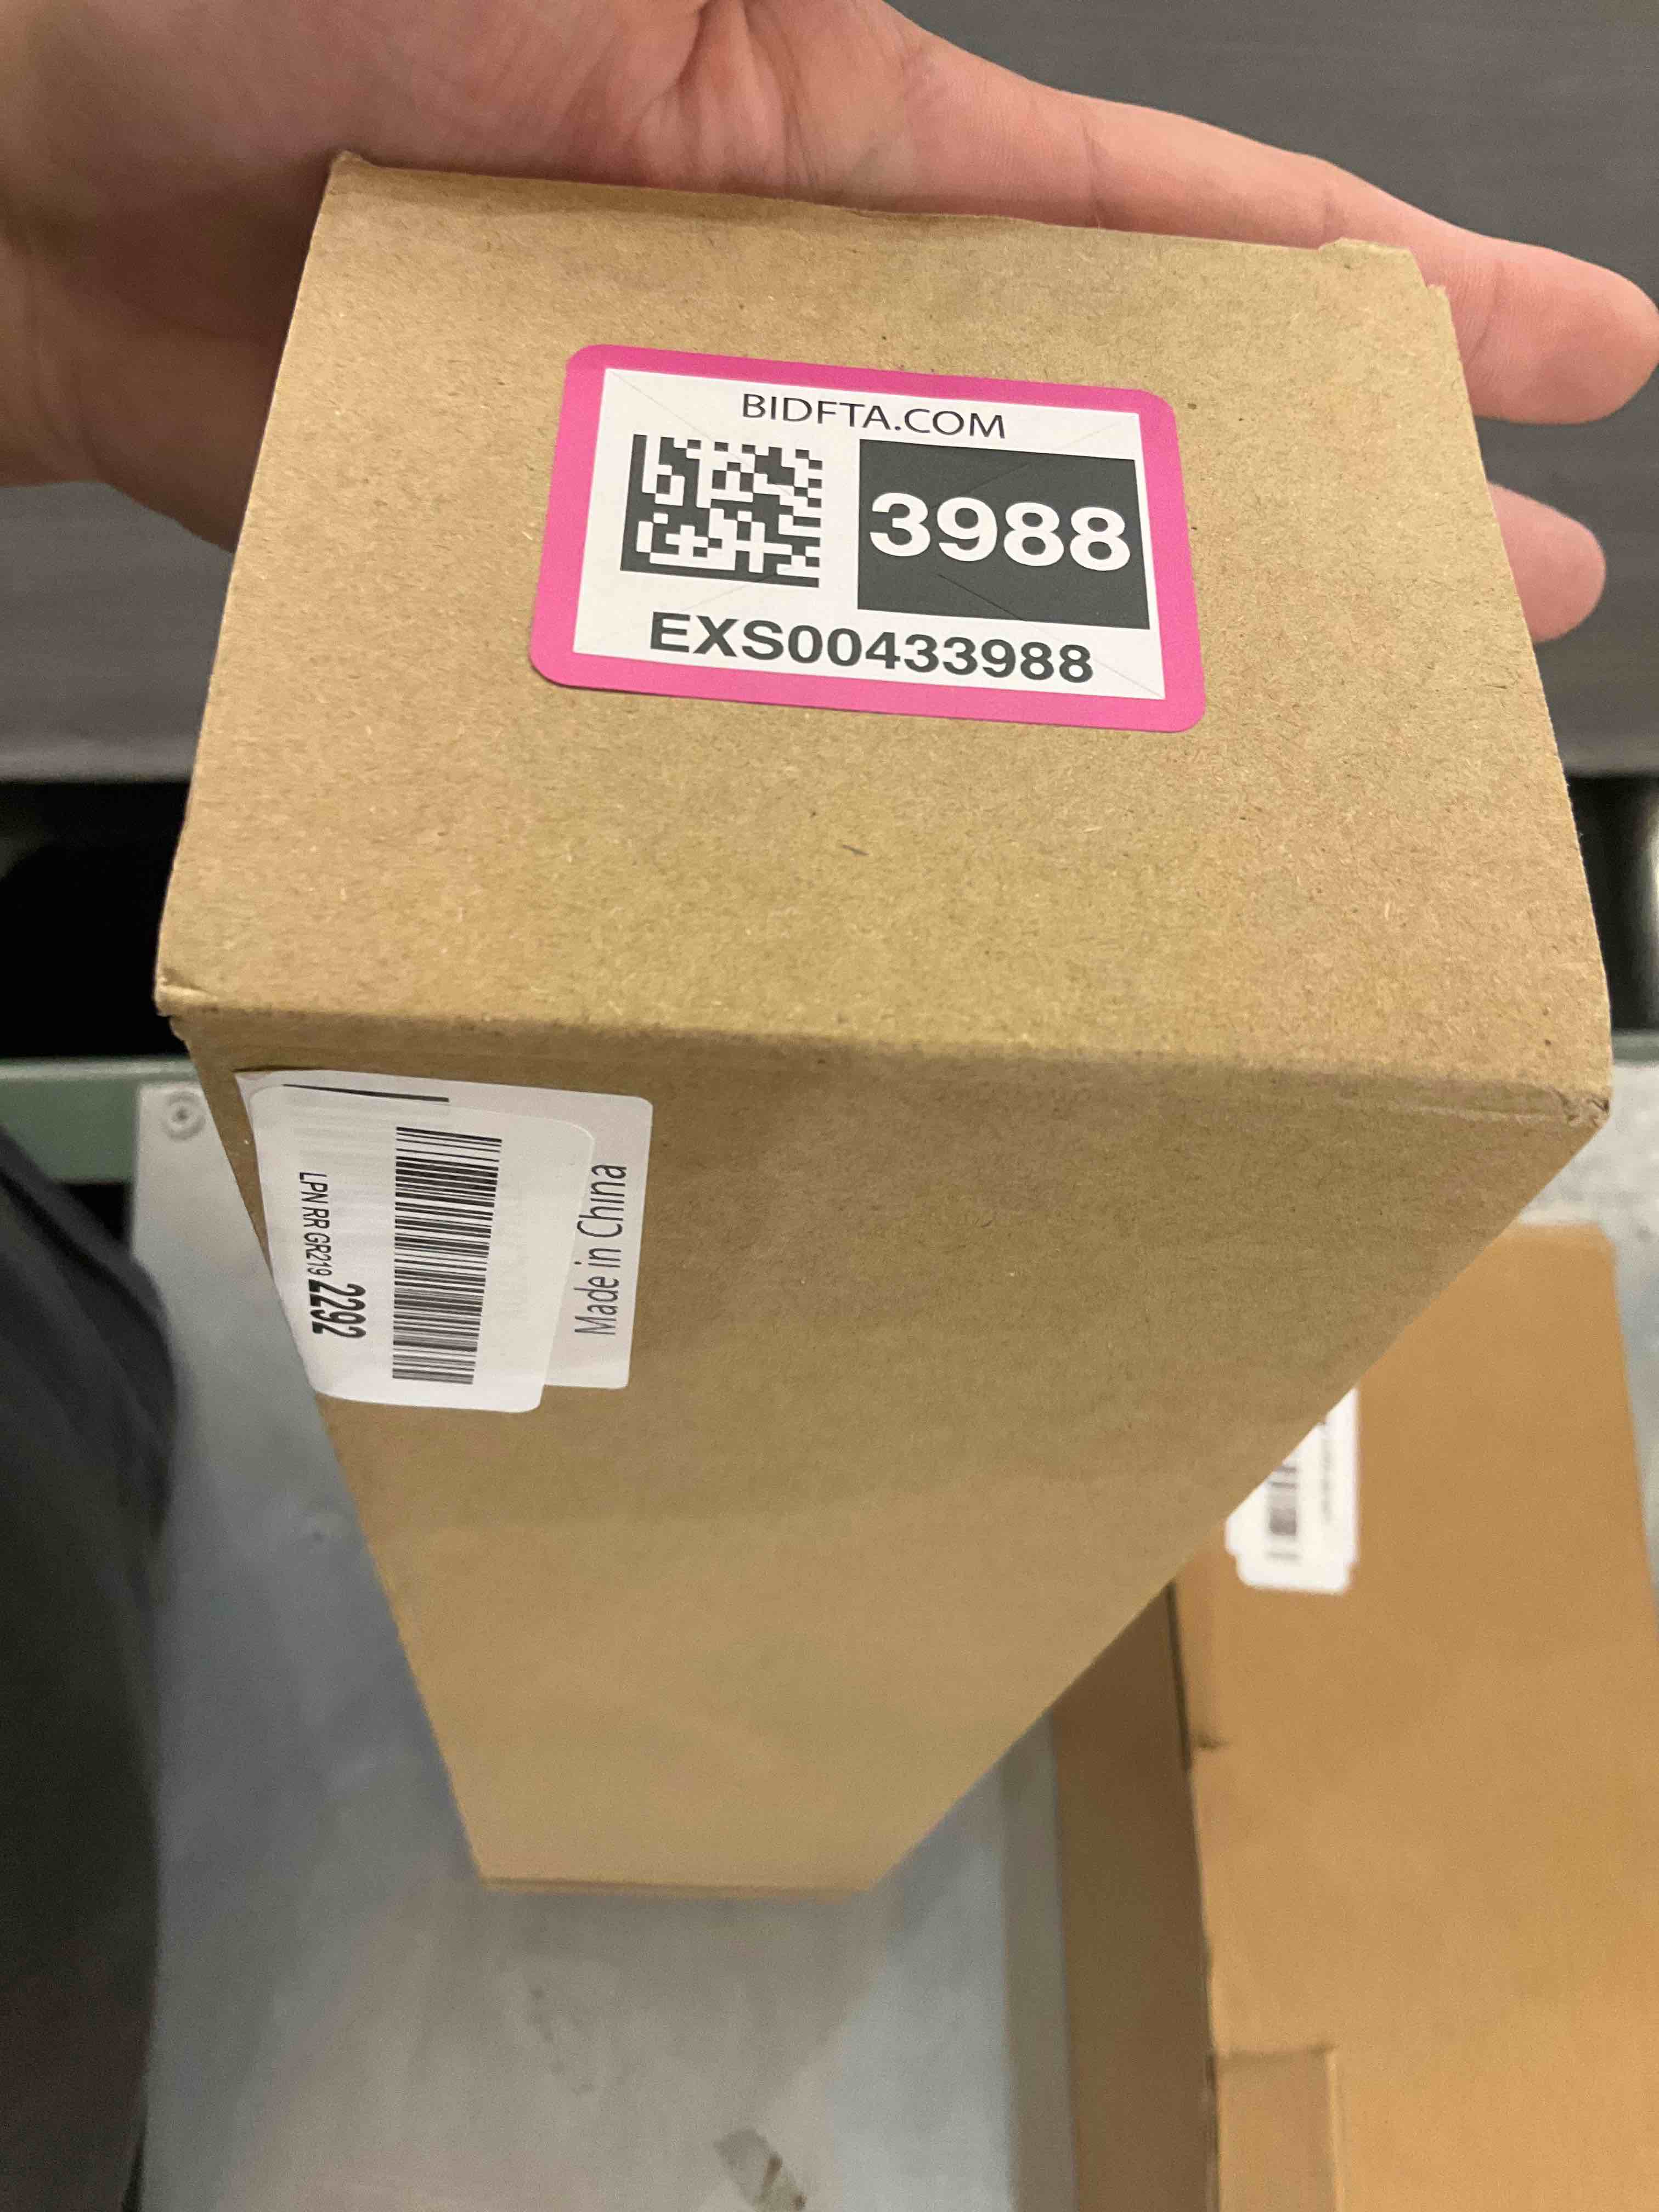 BIDFTA.COM
3988
EXS00433988
LPN RR GR219 2292
Made in China